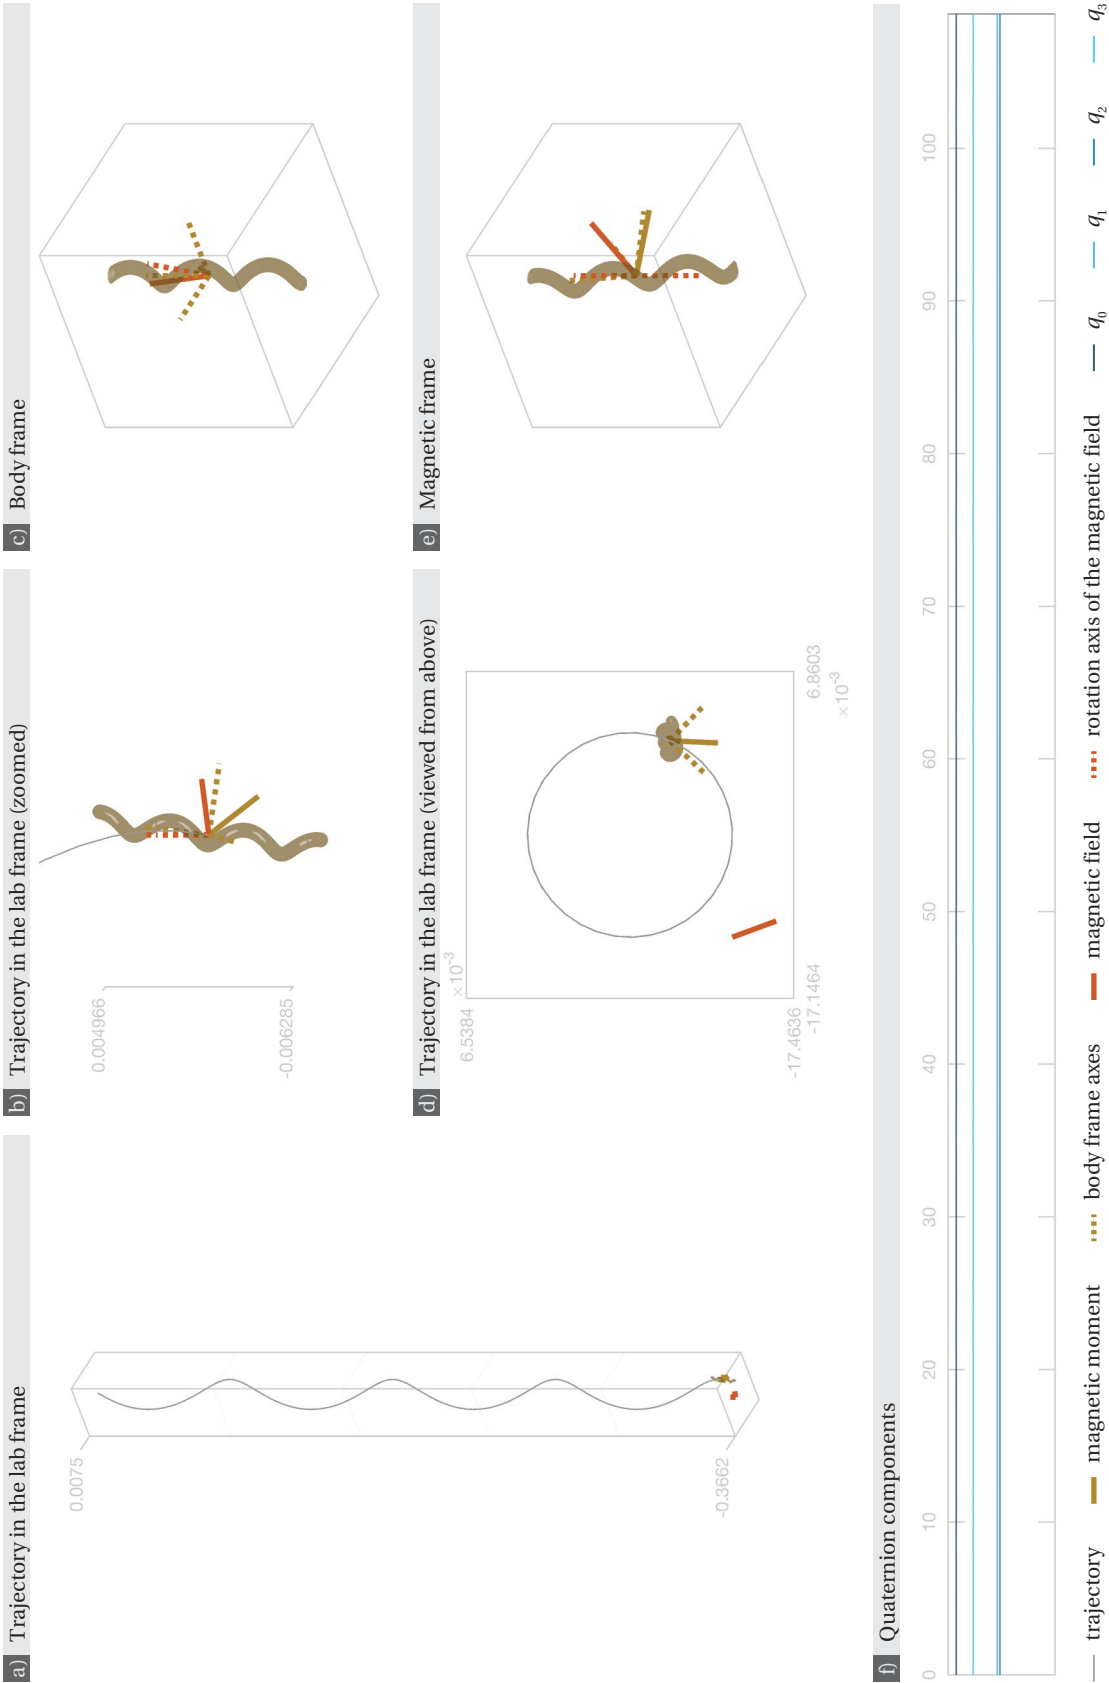 a) Trajectory in the lab frame
0.0075
-0.3662
b) Trajectory in the lab frame (zoomed)
0.004966
-0.006285
c) Body frame
d) Trajectory in the lab frame (viewed from above)
×10⁻³
6.5384
-17.4636
-17.1464
6.8603
×10⁻³
e) Magnetic frame
f) Quaternion components
0 10 20 30 40 50 60 70 80 90 100
trajectory magnetic moment body frame axes magnetic field rotation axis of the magnetic field q₀ q₁ q₂ q₃